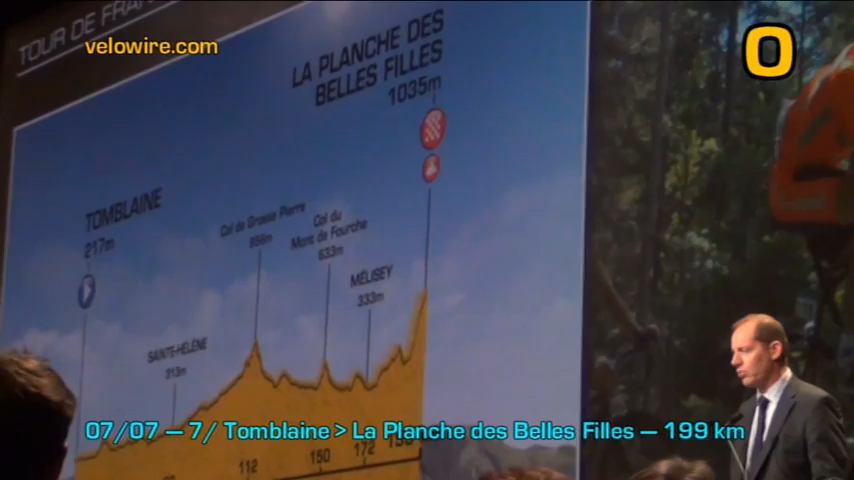 TOUR DE FRAN
velowire.com
O
LA PLANCHE DES
BELLES FILLES
1035m
TOMBLAINE
217m
Col de Grosse Pierre
Col du
Mont de Fourche
633m
MÉLISEY
333m
SAINTE-HÉLÈNE
313m
07/07 – 7/ Tomblaine > La Planche des Belles Filles – 199 km
112
150
172